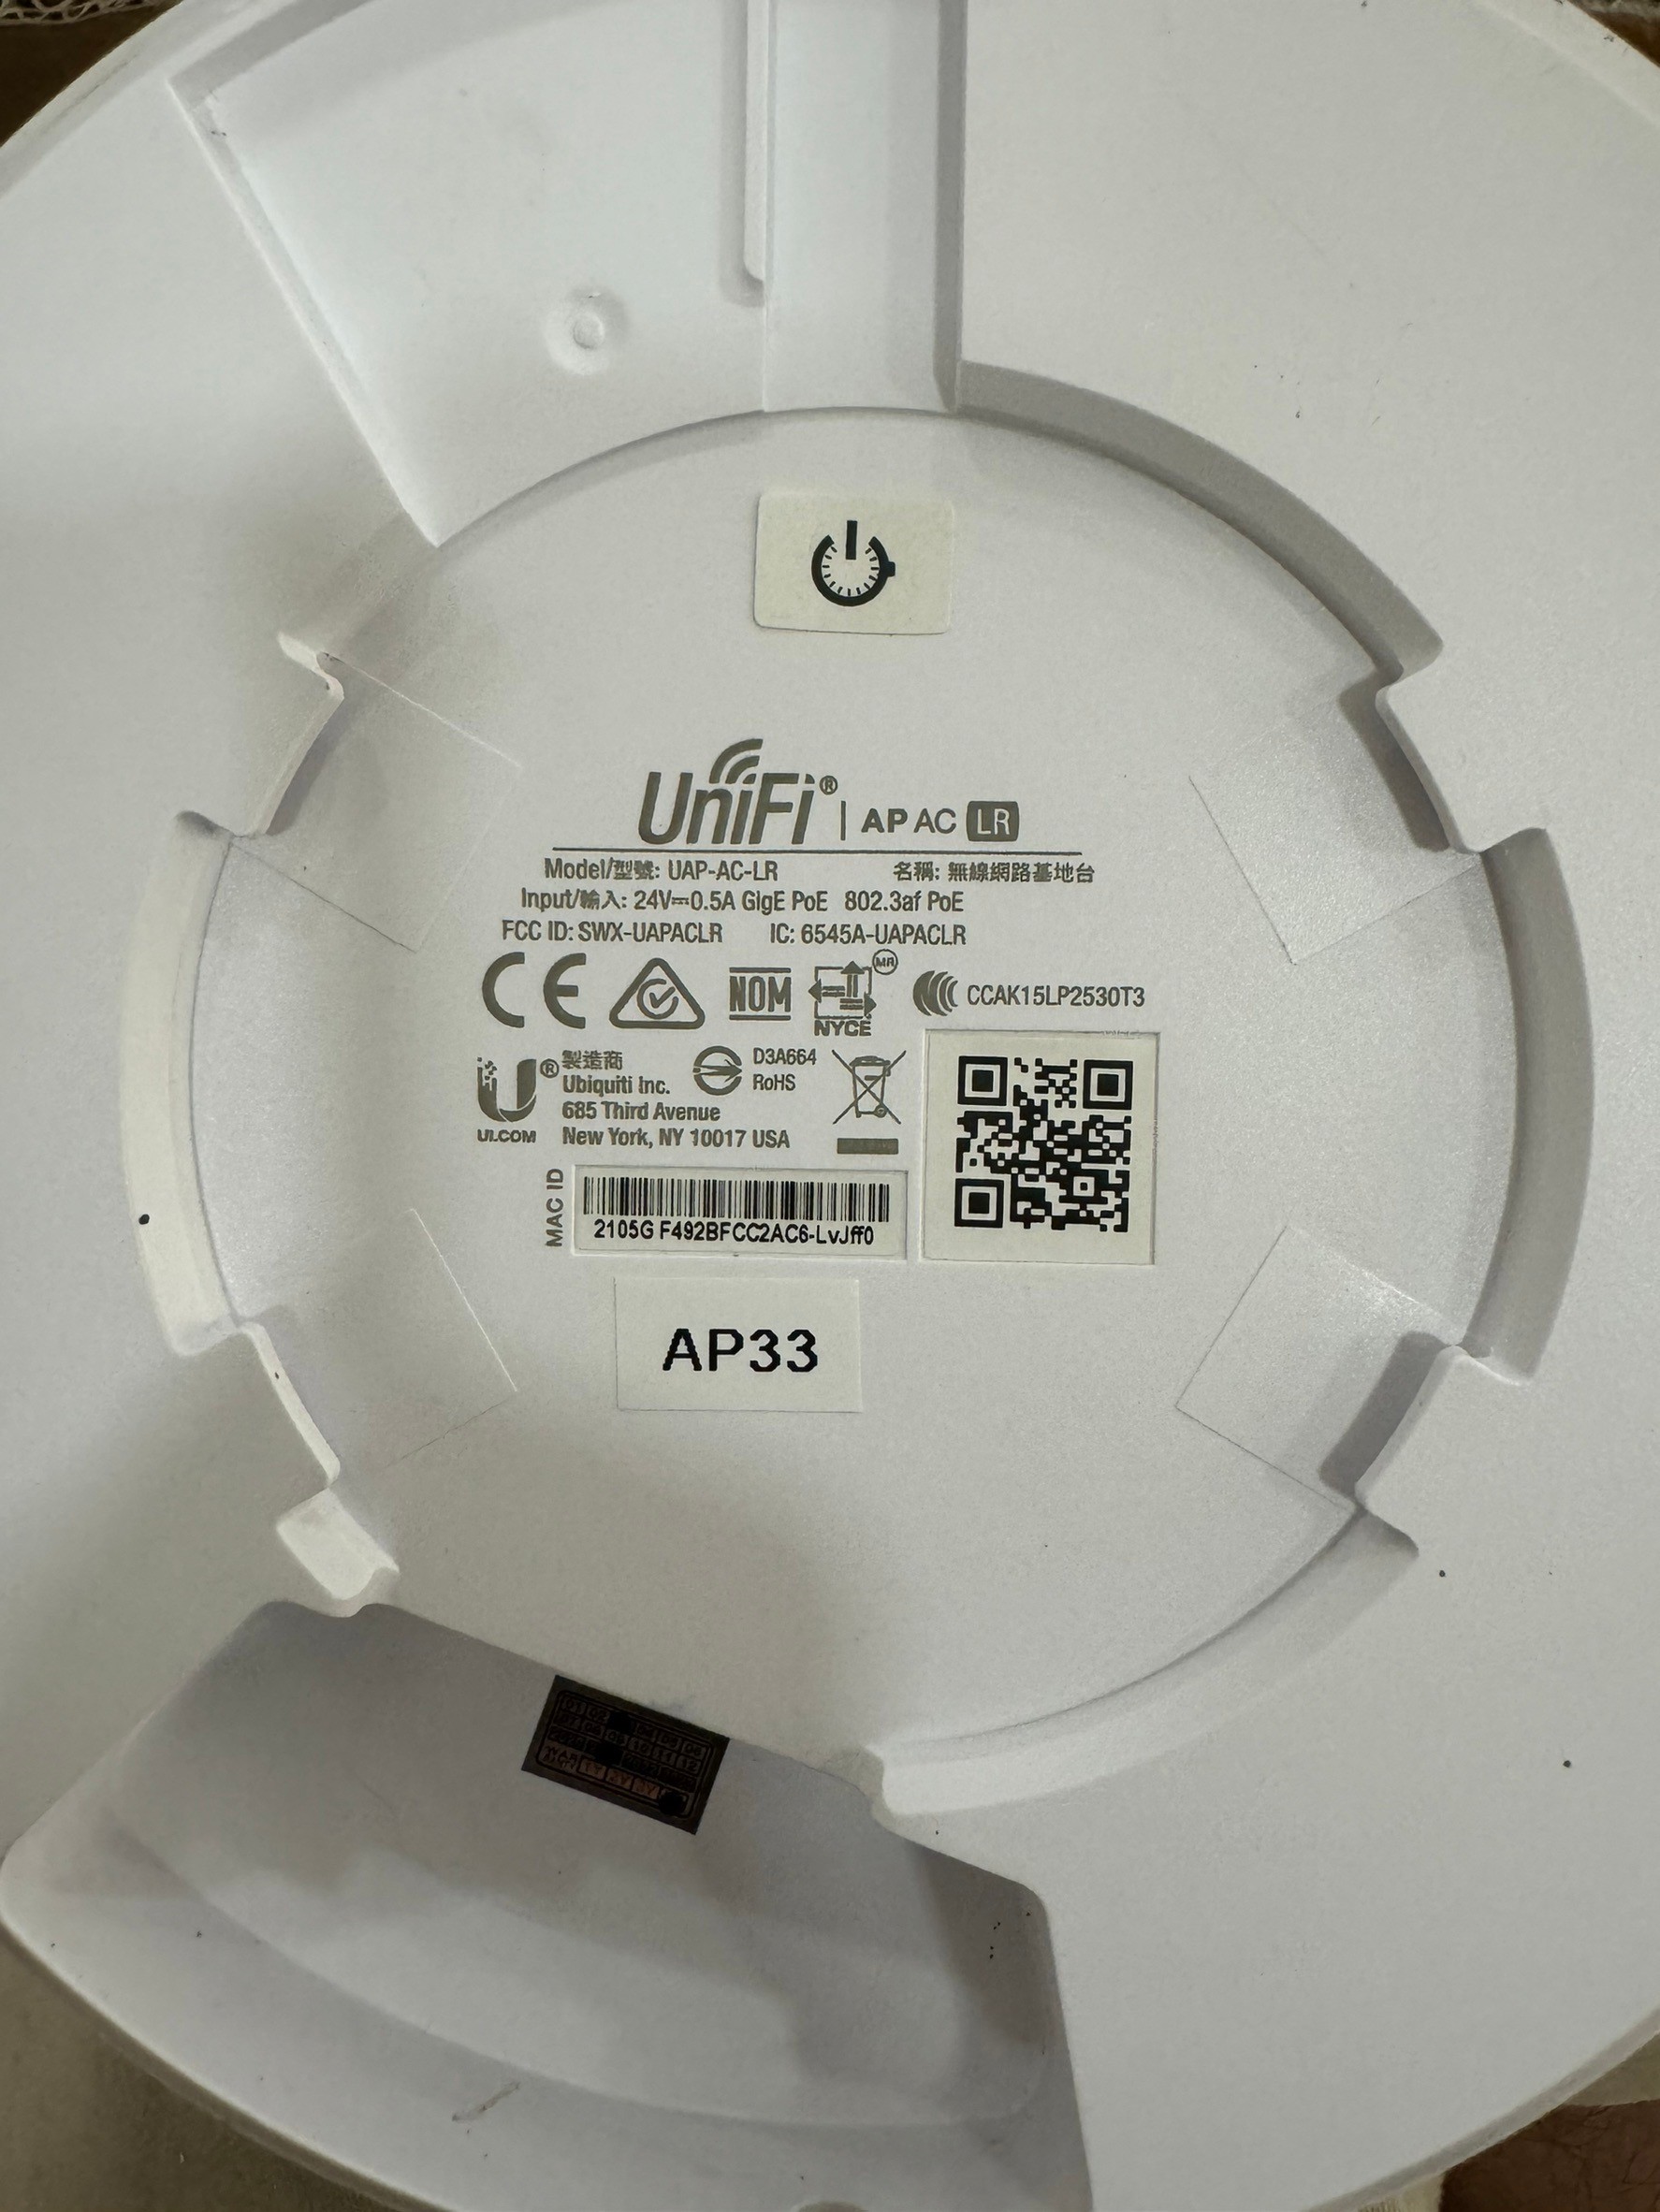 UniFi® | AP AC LR
Model/型號: UAP-AC-LR 名稱: 無線網路基地台
Input/輸入: 24V⎓0.5A GigE PoE 802.3af PoE
FCC ID: SWX-UAPACLR IC: 6545A-UAPACLR
CE NOM NYCE MR CCAK15LP2530T3
U® 製造商 D3A664
Ubiquiti Inc. RoHS
685 Third Avenue
UI.COM New York, NY 10017 USA
MAC ID
2105G F492BFCC2AC6-LvJff0
AP33